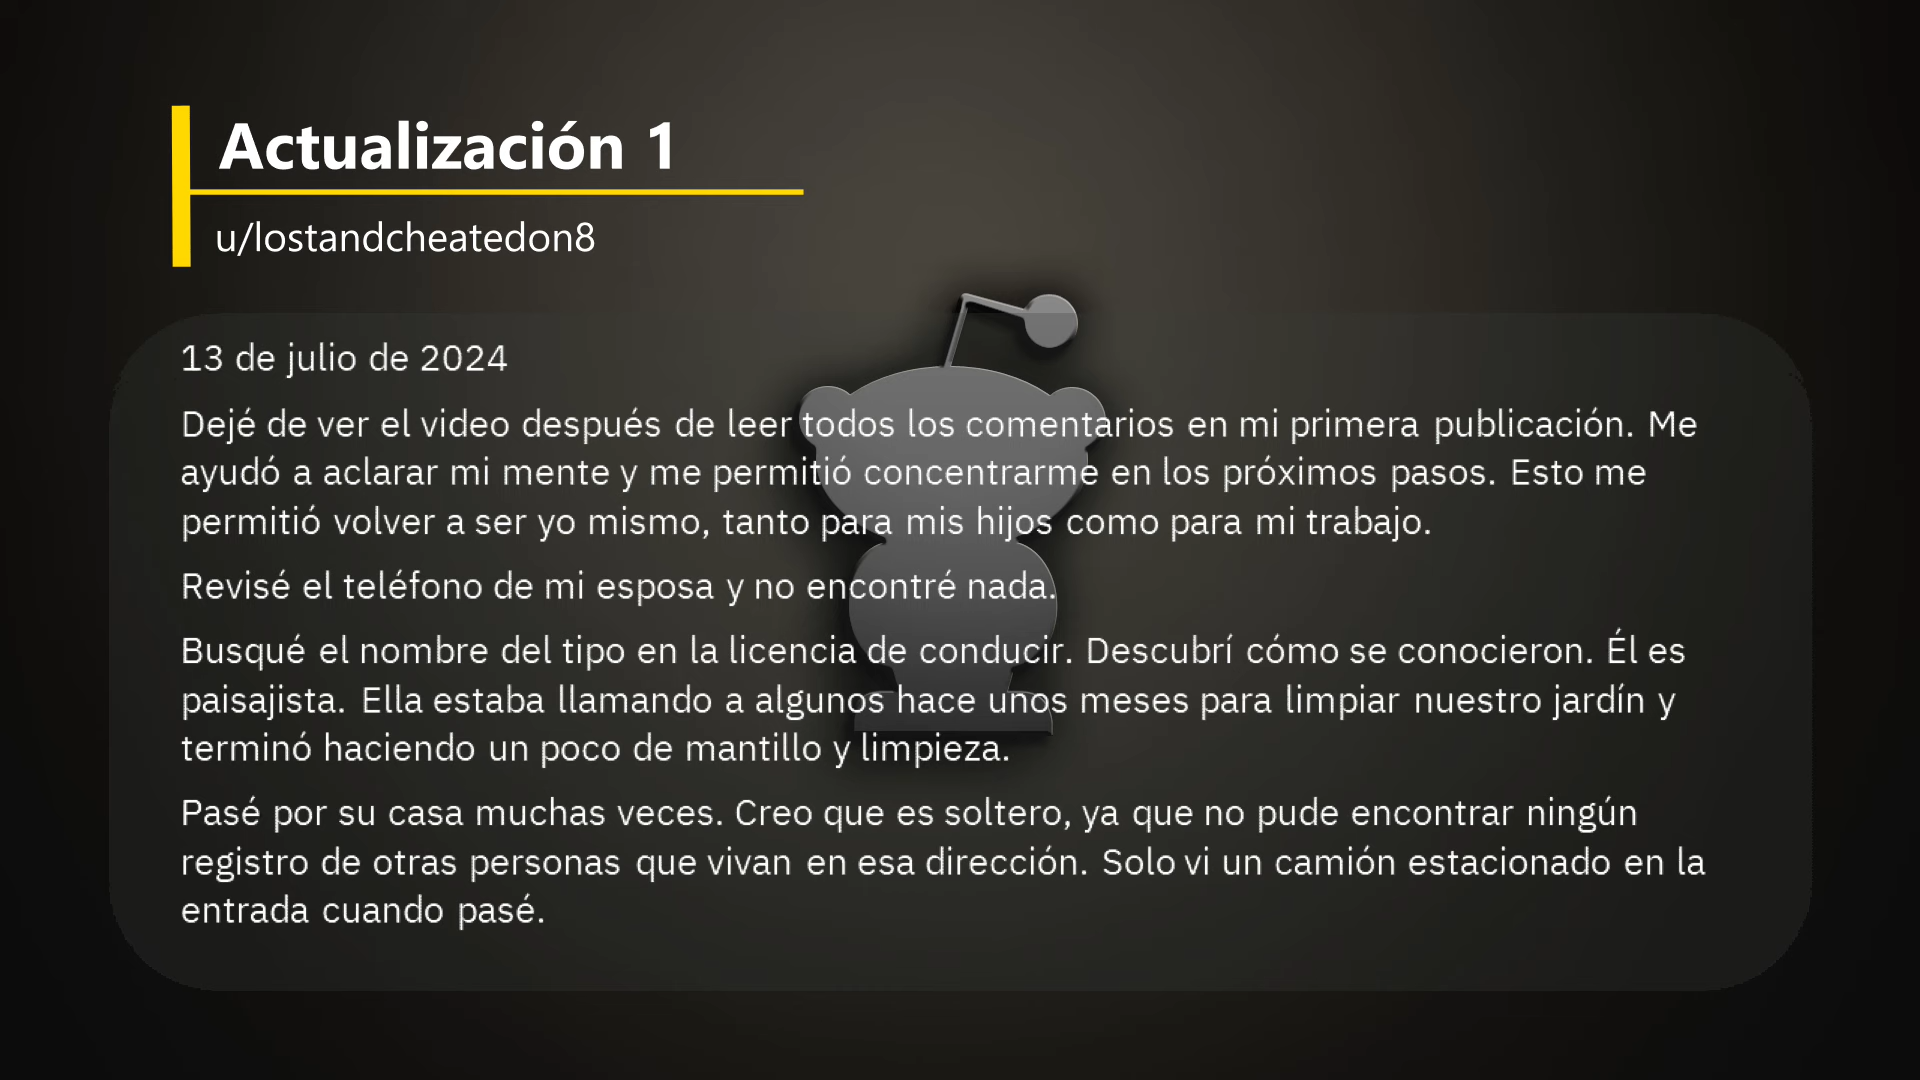 Actualización 1
u/lostandcheatedon8
13 de julio de 2024
Dejé de ver el video después de leer todos los comentarios en mi primera publicación. Me
ayudó a aclarar mi mente y me permitió concentrarme en los próximos pasos. Esto me
permitió volver a ser yo mismo, tanto para mis hijos como para mi trabajo.
Revisé el teléfono de mi esposa y no encontré nada.
Busqué el nombre del tipo en la licencia de conducir. Descubrí cómo se conocieron. Él es
paisajista. Ella estaba llamando a algunos hace unos meses para limpiar nuestro jardín y
terminó haciendo un poco de mantillo y limpieza.
Pasé por su casa muchas veces. Creo que es soltero, ya que no pude encontrar ningún
registro de otras personas que vivan en esa dirección. Solo vi un camión estacionado en la
entrada cuando pasé.